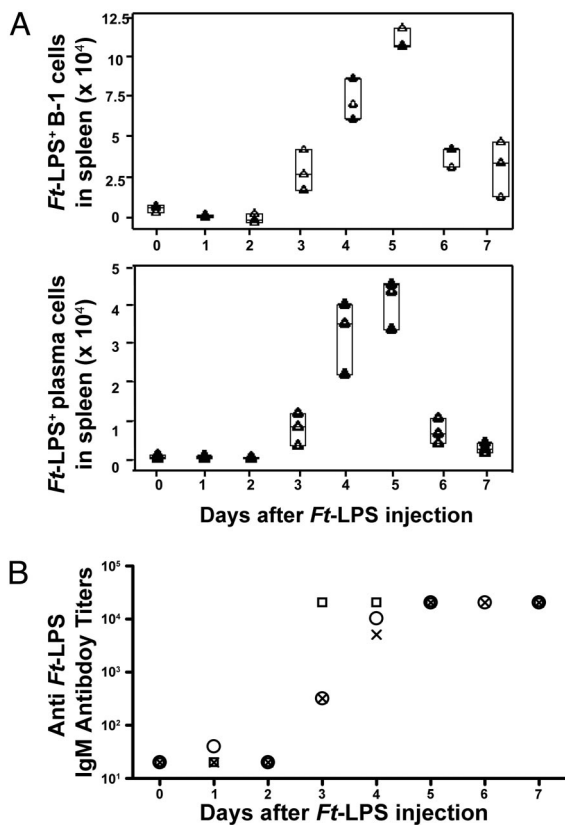 A
Ft-LPS+ B-1 cells
in spleen (x 10⁴)
12.5
10
7.5
5
2.5
0
0 1 2 3 4 5 6 7
Ft-LPS+ plasma cells
in spleen (x 10⁴)
5
4
3
2
1
0
0 1 2 3 4 5 6 7
Days after Ft-LPS injection
B
Anti Ft-LPS
IgM Antibdoy Titers
10⁵
10⁴
10³
10²
10¹
0 1 2 3 4 5 6 7
Days after Ft-LPS injection